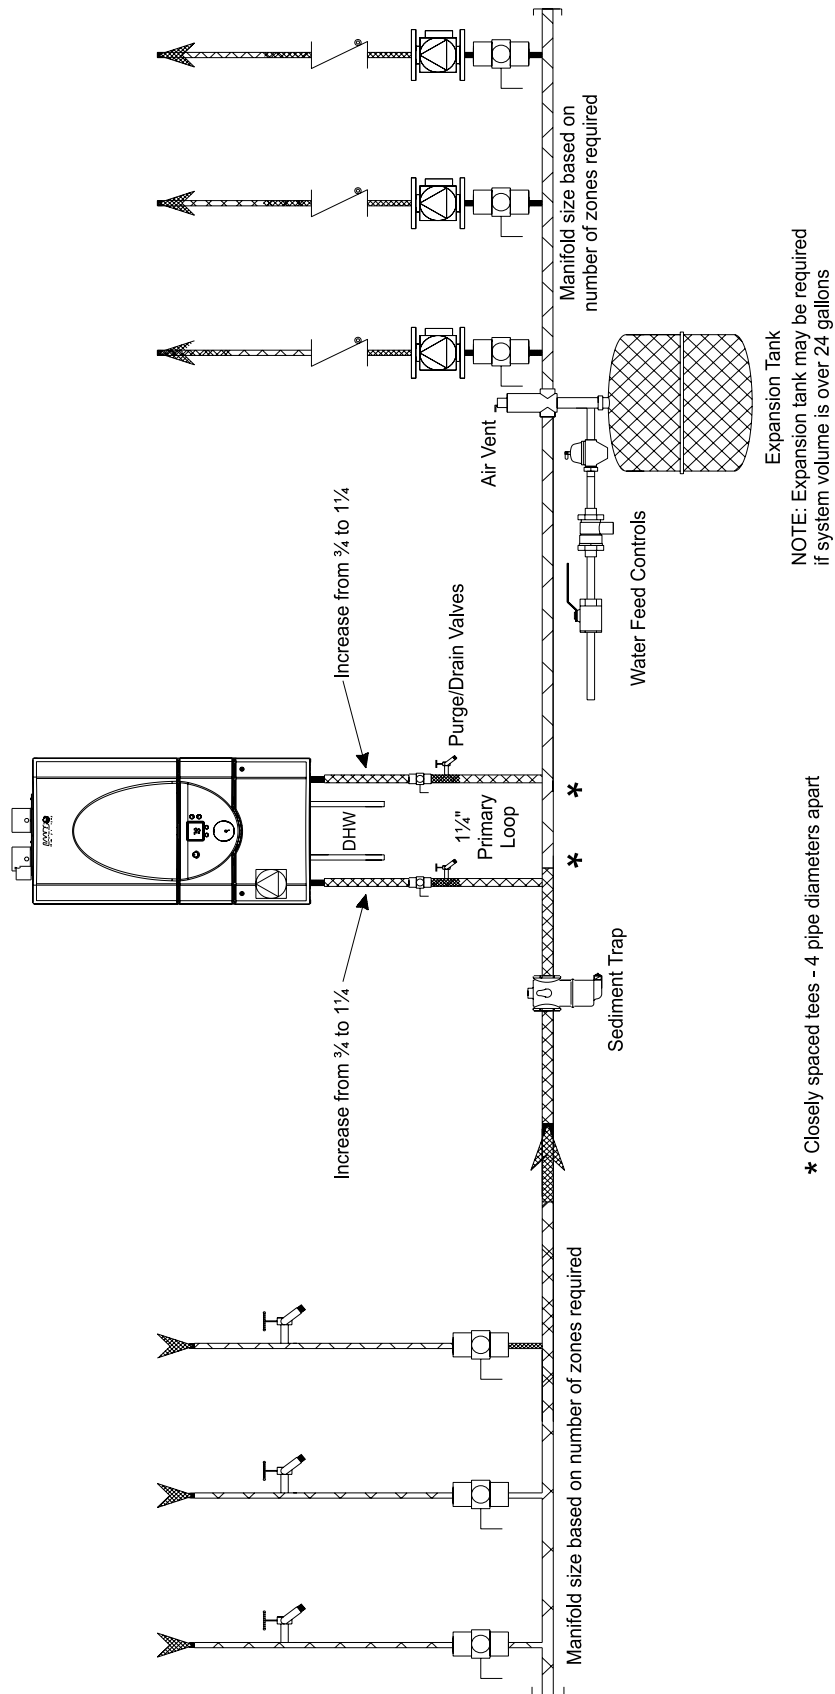 Manifold size based on
number of zones required
Air Vent
Expansion Tank
NOTE: Expansion tank may be required
if system volume is over 24 gallons
Water Feed Controls
Increase from ¾ to 1¼
Purge/Drain Valves
DHW
1¼"
Primary
Loop
*
*
Increase from ¾ to 1¼
Sediment Trap
* Closely spaced tees - 4 pipe diameters apart
Manifold size based on number of zones required